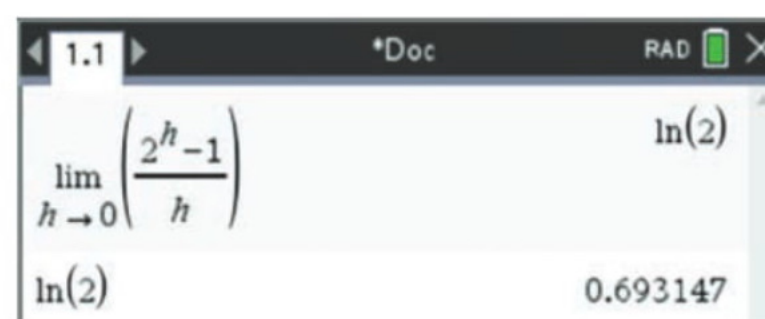 1.1 *Doc RAD
lim h→0 ((2^h−1)/h) ln(2)
ln(2) 0.693147